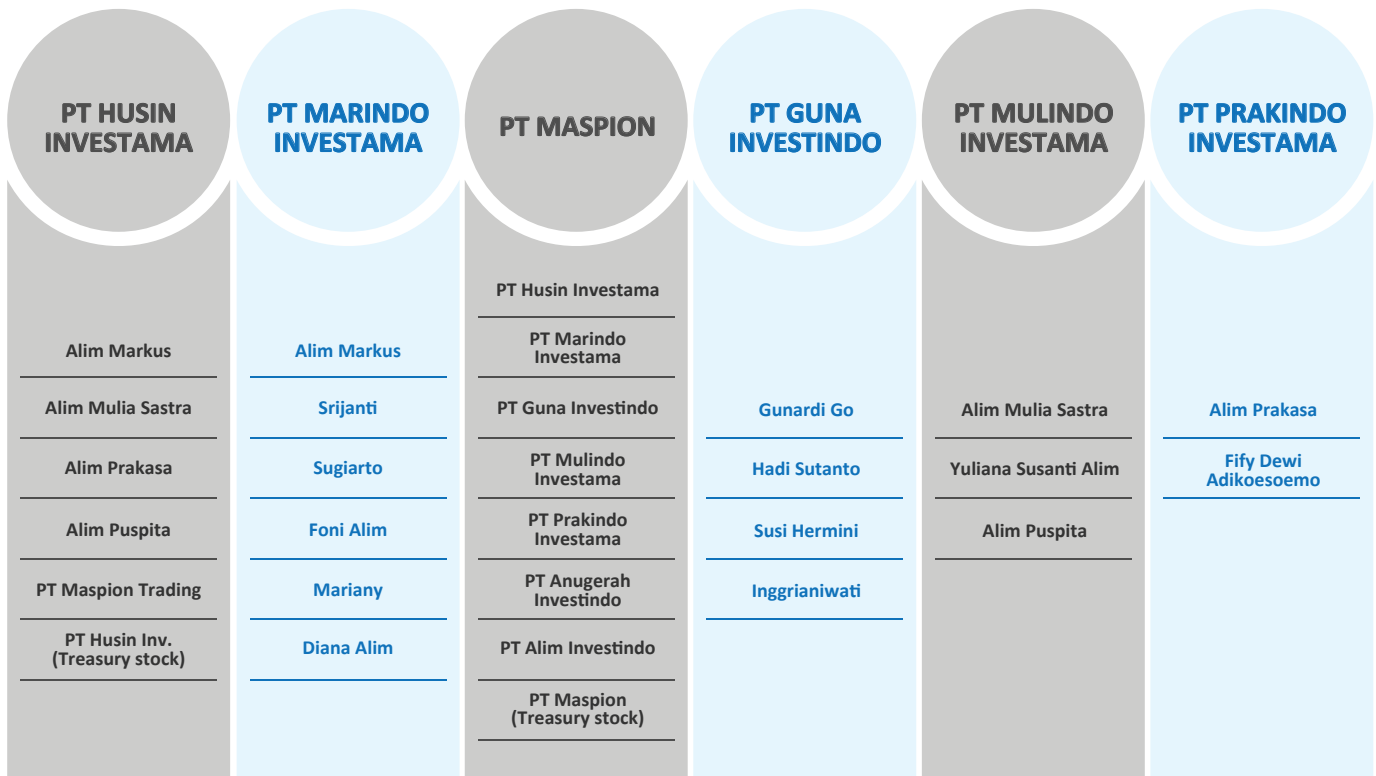 PT HUSIN
INVESTAMA
Alim Markus
Alim Mulia Sastra
Alim Prakasa
Alim Puspita
PT Maspion Trading
PT Husin Inv.
(Treasury stock)
PT MARINDO
INVESTAMA
Alim Markus
Srijanti
Sugiarto
Foni Alim
Mariany
Diana Alim
PT MASPION
PT Husin Investama
PT Marindo
Investama
PT Guna Investindo
PT Mulindo
Investama
PT Prakindo
Investama
PT Anugerah
Investindo
PT Alim Investindo
PT Maspion
(Treasury stock)
PT GUNA
INVESTINDO
Gunardi Go
Hadi Sutanto
Susi Hermini
Inggrianiwati
PT MULINDO
INVESTAMA
Alim Mulia Sastra
Yuliana Susanti Alim
Alim Puspita
PT PRAKINDO
INVESTAMA
Alim Prakasa
Fify Dewi
Adikoesoemo